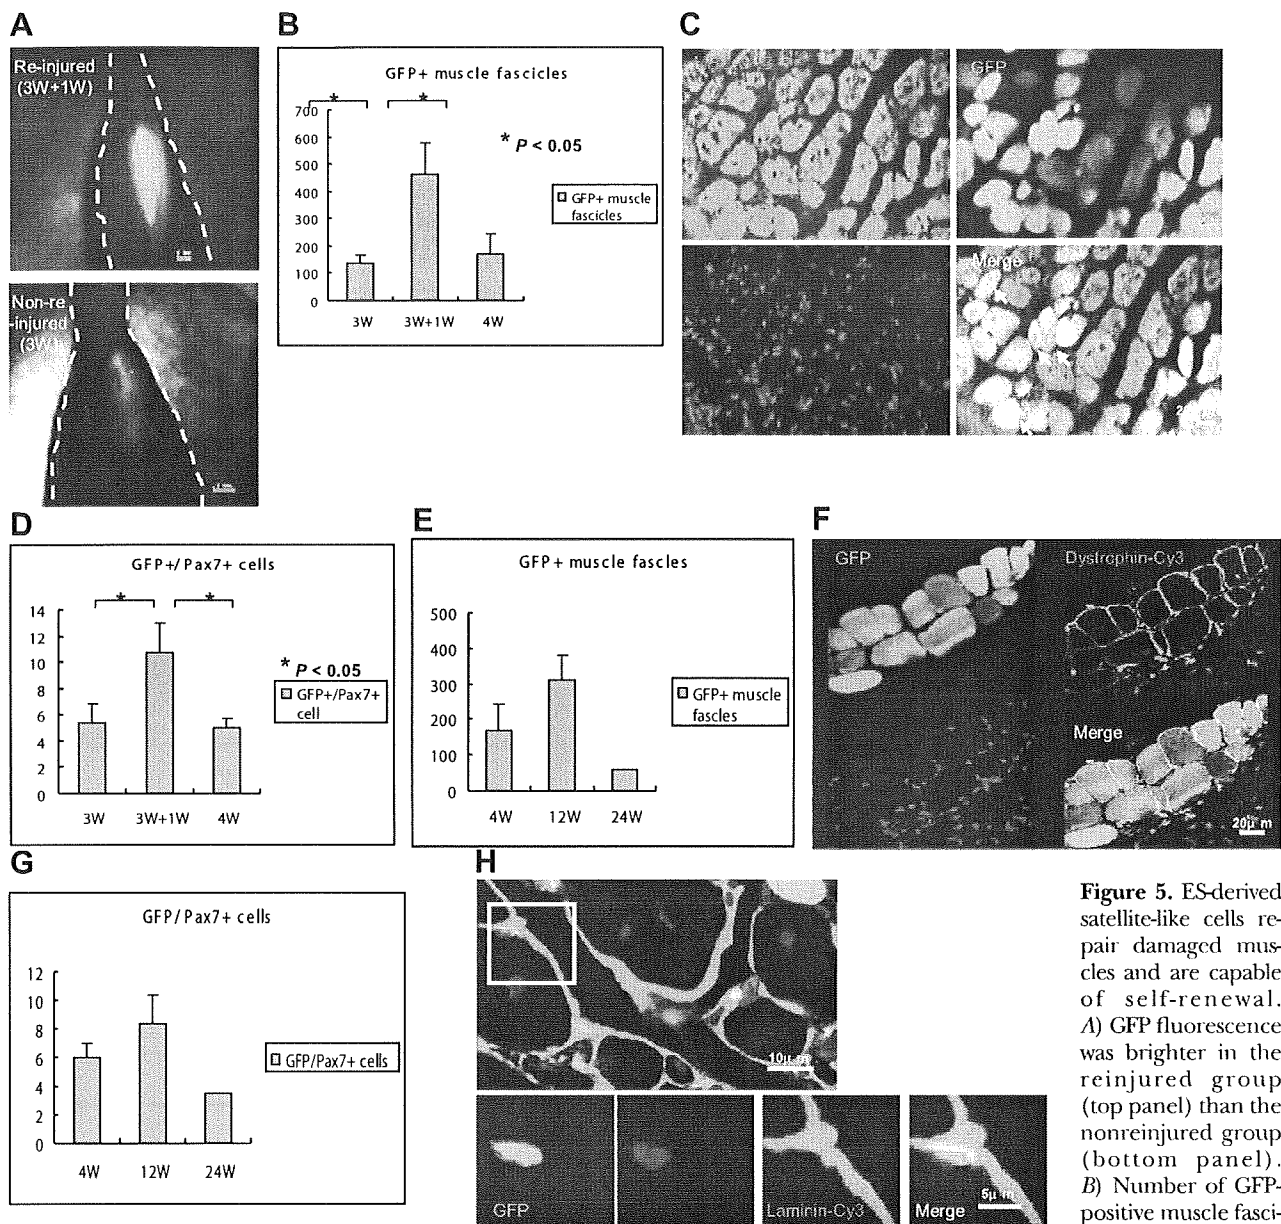 A
Re-injured
(3W+1W)
Non-re
-injured
(3W)
B
GFP+ muscle fascicles
700
600
500
400
300
200
100
0
*
*
* P < 0.05
GFP+ muscle
fascicles
3W
3W+1W
4W
C
GFP
Merge
D
GFP+/Pax7+ cells
14
12
10
8
6
4
2
0
*
*
* P < 0.05
GFP+/Pax7+
cell
3W
3W+1W
4W
E
GFP+ muscle fascles
500
400
300
200
100
0
GFP+ muscle
fascles
4W
12W
24W
F
GFP
Dystrophin-Cy3
Merge
20μ m
G
GFP/Pax7+ cells
12
10
8
6
4
2
0
GFP/Pax7+ cells
4W
12W
24W
H
10μ m
GFP
Laminin-Cy3
Merge
5μ m
Figure 5. ES-derived
satellite-like cells re-
pair damaged mus-
cles and are capable
of self-renewal.
A) GFP fluorescence
was brighter in the
reinjured group
(top panel) than the
nonreinjured group
(bottom panel).
B) Number of GFP-
positive muscle fasci-